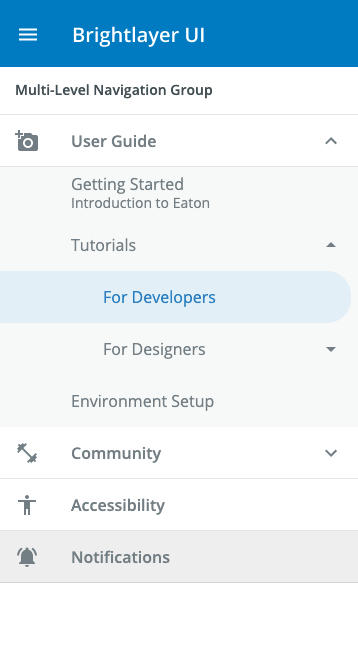 Brightlayer UI
Multi-Level Navigation Group
User Guide
Getting Started
Introduction to Eaton
Tutorials
For Developers
For Designers
Environment Setup
Community
Accessibility
Notifications